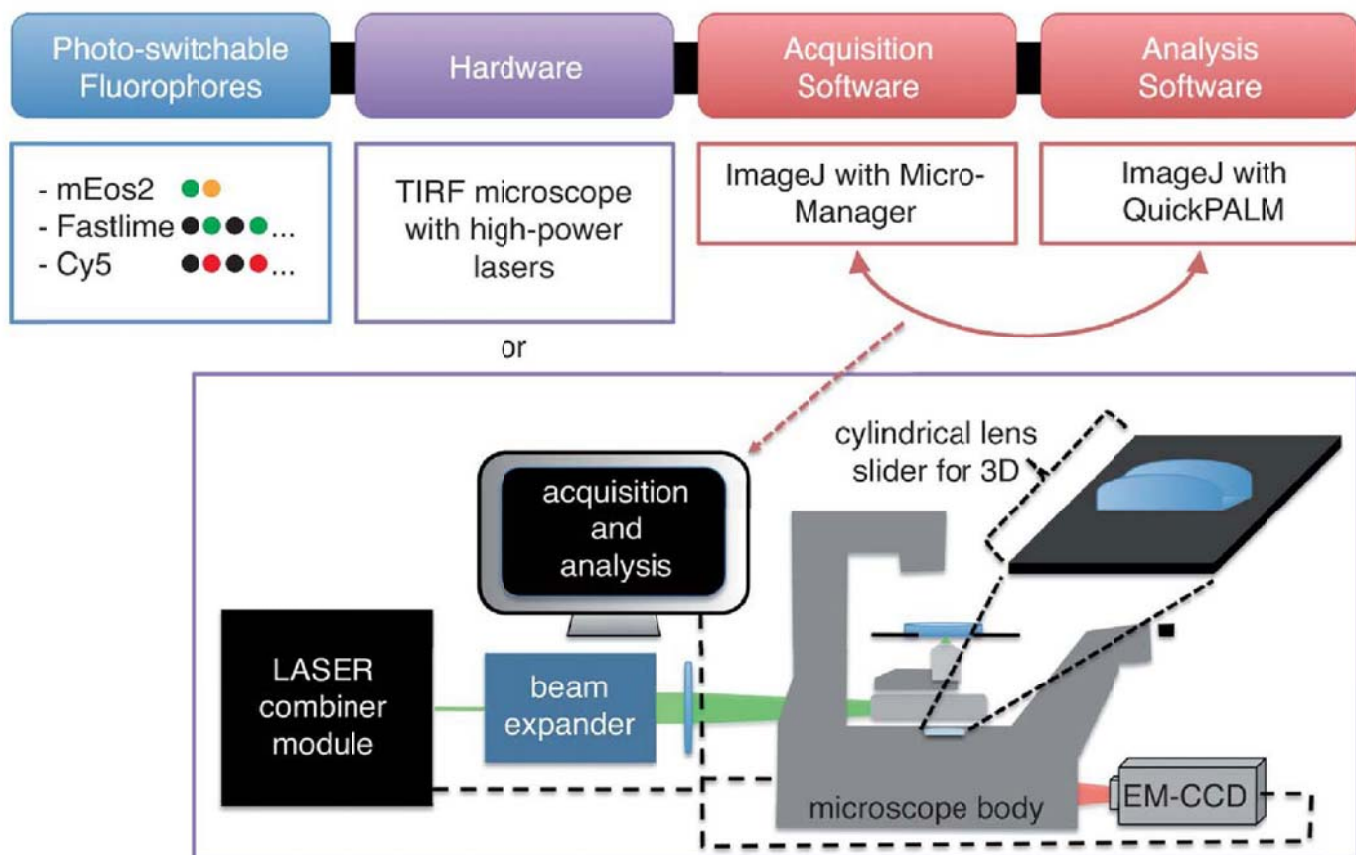 Photo-switchable
Fluorophores
Hardware
Acquisition
Software
Analysis
Software
- mEos2
- Fastlime ...
- Cy5 ...
TIRF microscope
with high-power
lasers
ImageJ with Micro-
Manager
ImageJ with
QuickPALM
or
cylindrical lens
slider for 3D
acquisition
and
analysis
LASER
combiner
module
beam
expander
microscope body
EM-CCD